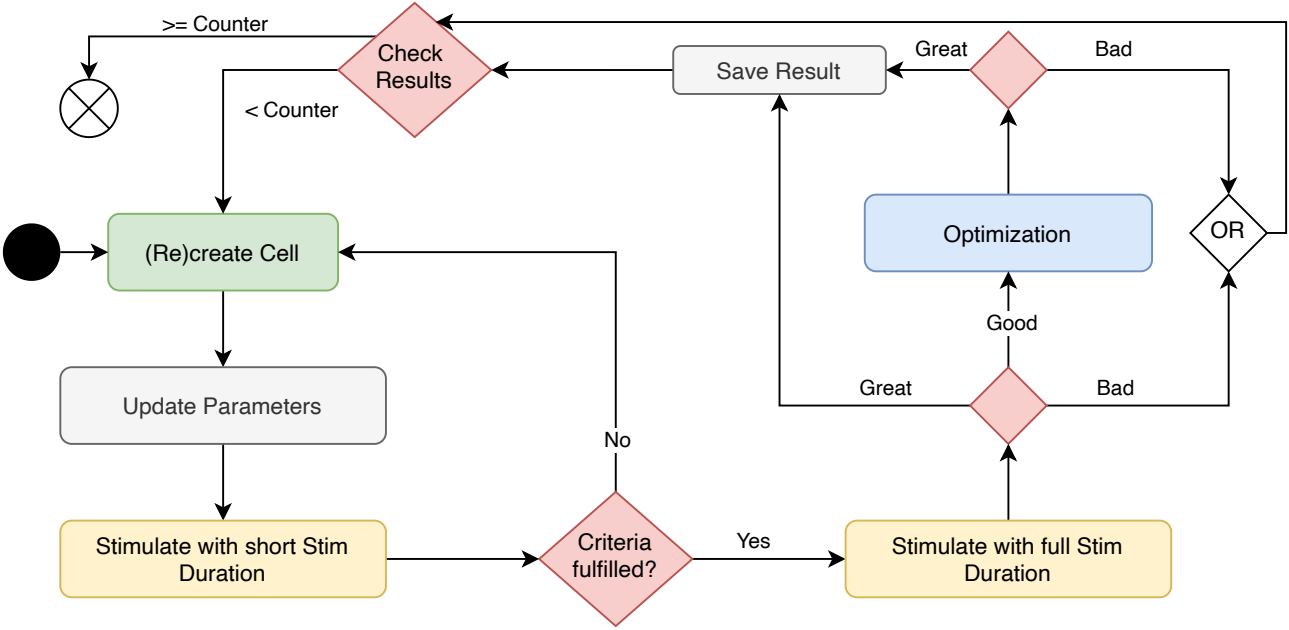 >= Counter
Check
Results
Save Result
Great
Bad
< Counter
(Re)create Cell
Optimization
OR
Good
Update Parameters
Great
Bad
No
Stimulate with short Stim
Duration
Criteria
fulfilled?
Yes
Stimulate with full Stim
Duration